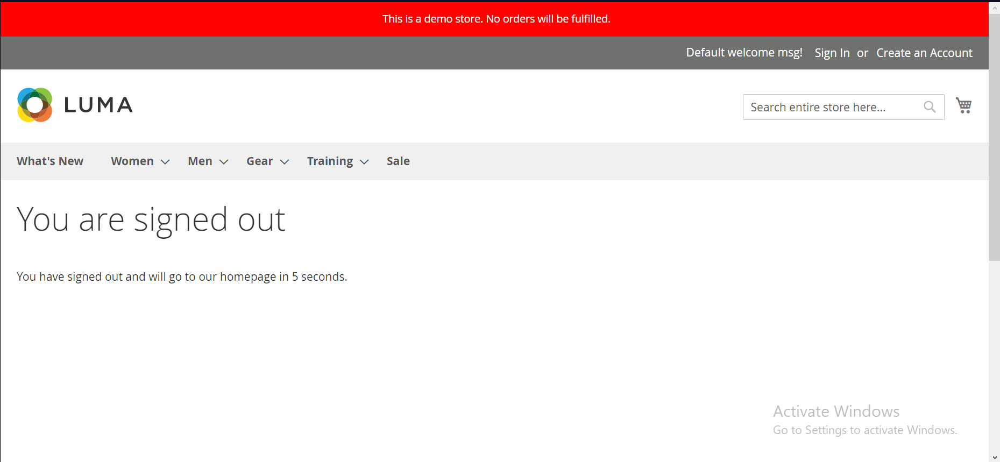 This is a demo store. No orders will be fulfilled.
Default welcome msg! Sign In or Create an Account
LUMA
Search entire store here...
What's New Women Men Gear Training Sale
You are signed out
You have signed out and will go to our homepage in 5 seconds.
Activate Windows
Go to Settings to activate Windows.